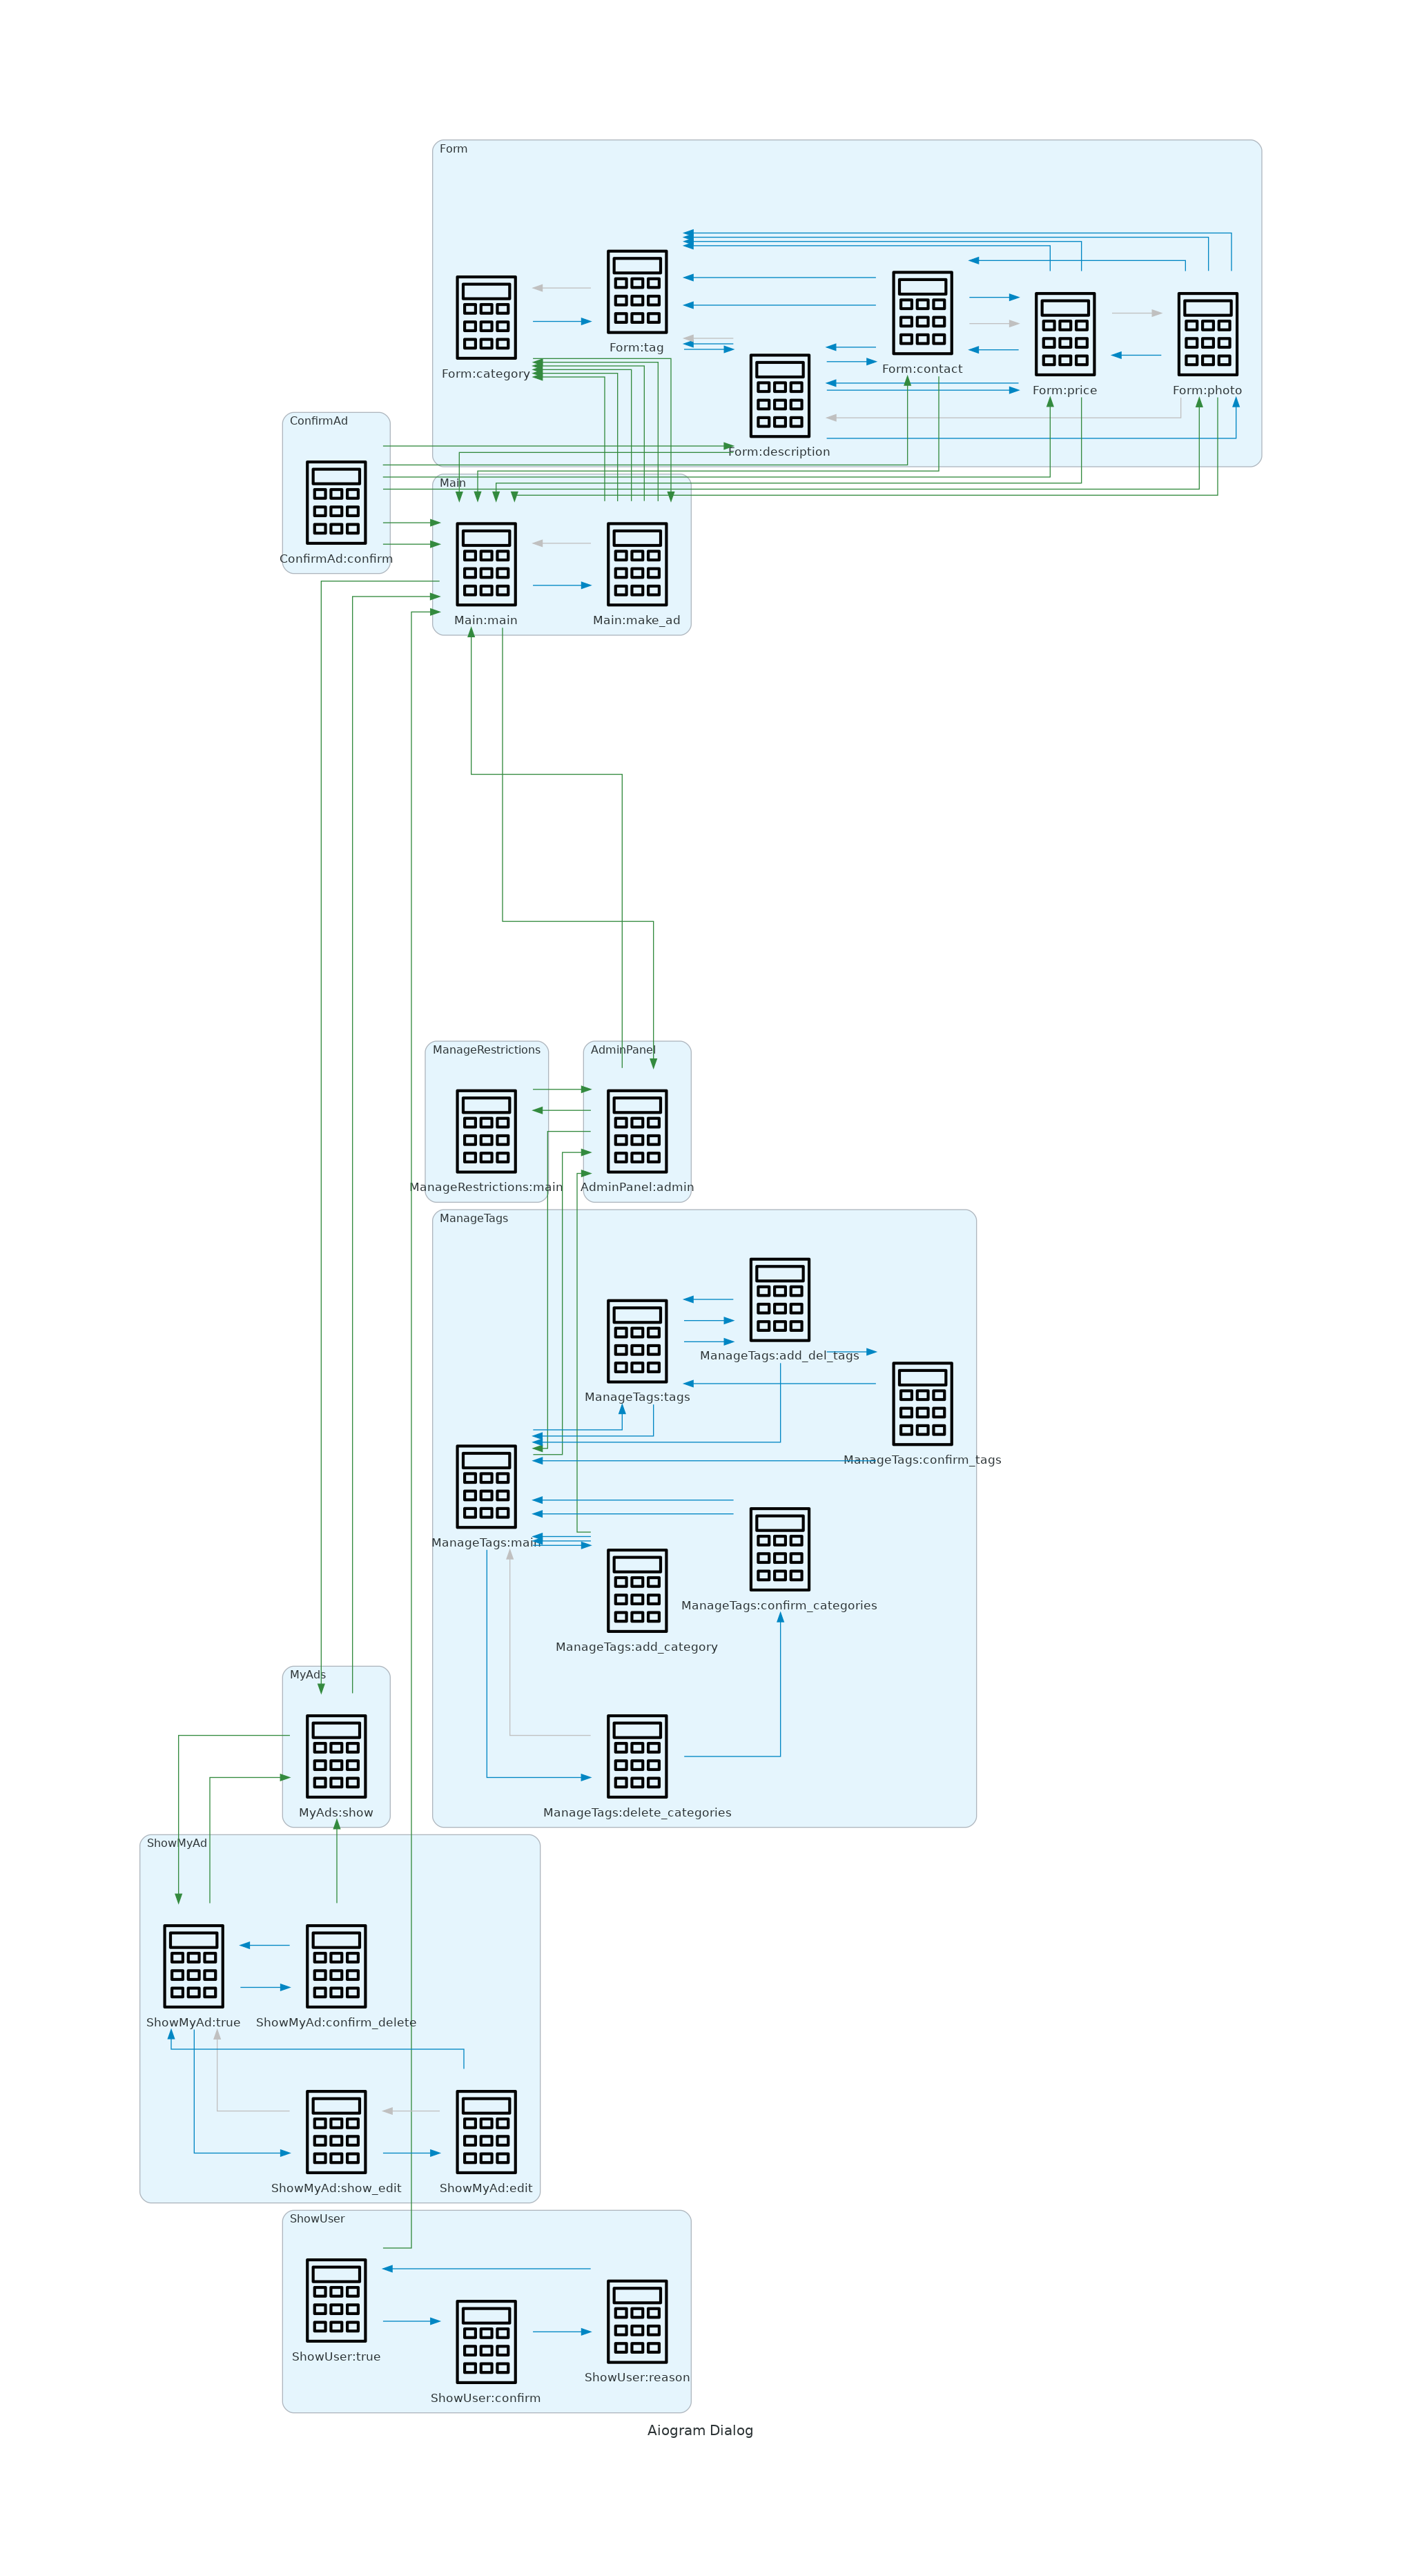 Form
Form:tag
Form:category
Form:contact
Form:price
Form:photo
Form:description
ConfirmAd
ConfirmAd:confirm
Main
Main:main
Main:make_ad
ManageRestrictions
AdminPanel
ManageRestrictions:main
AdminPanel:admin
ManageTags
ManageTags:add_del_tags
ManageTags:tags
ManageTags:confirm_tags
ManageTags:main
ManageTags:confirm_categories
ManageTags:add_category
MyAds
MyAds:show
ManageTags:delete_categories
ShowMyAd
ShowMyAd:true
ShowMyAd:confirm_delete
ShowMyAd:show_edit
ShowMyAd:edit
ShowUser
ShowUser:true
ShowUser:reason
ShowUser:confirm
Aiogram Dialog